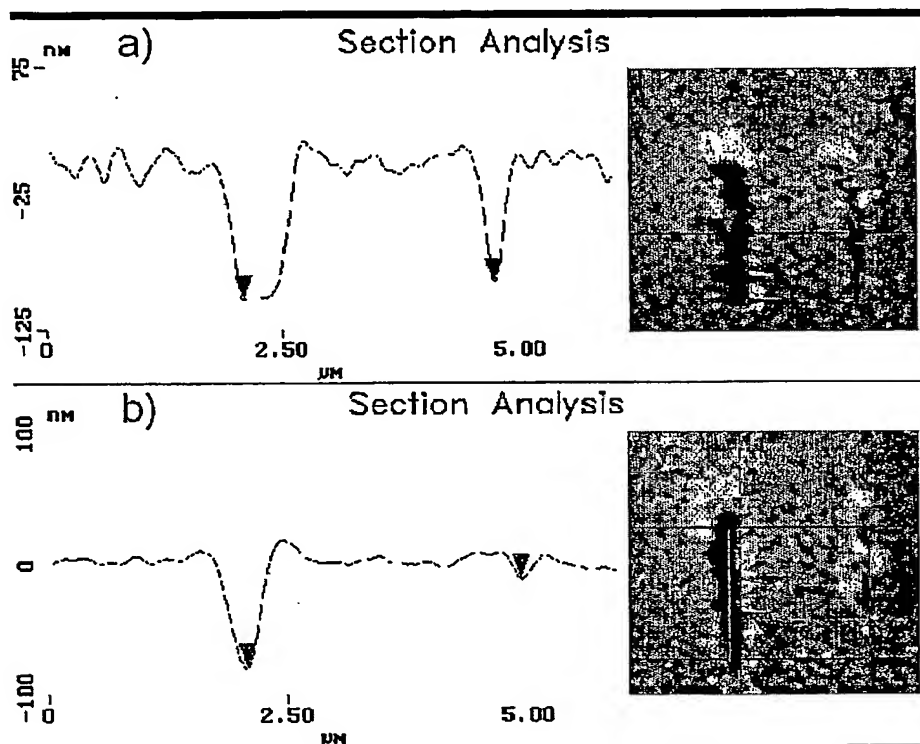 a) Section Analysis
nM
75
-25
-125
0 2.50 5.00
µM
b) Section Analysis
nM
100
0
-100
0 2.50 5.00
µM